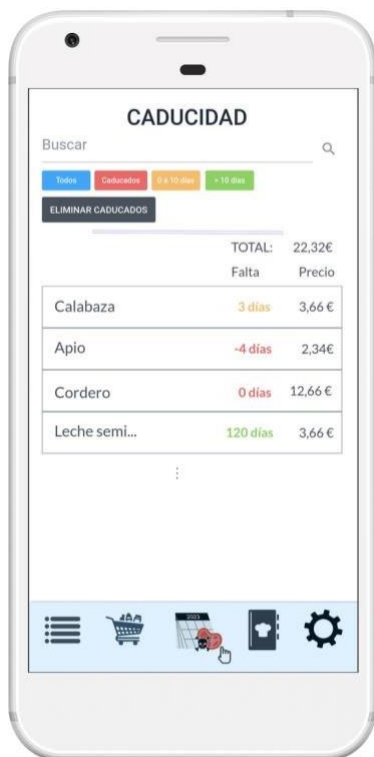 CADUCIDAD
Buscar
Todos Caducados 0 a 10 días + 10 días
ELIMINAR CADUCADOS
TOTAL: 22,32€
Falta Precio
Calabaza 3 días 3,66 €
Apio -4 días 2,34€
Cordero 0 días 12,66 €
Leche semi... 120 días 3,66 €
2023